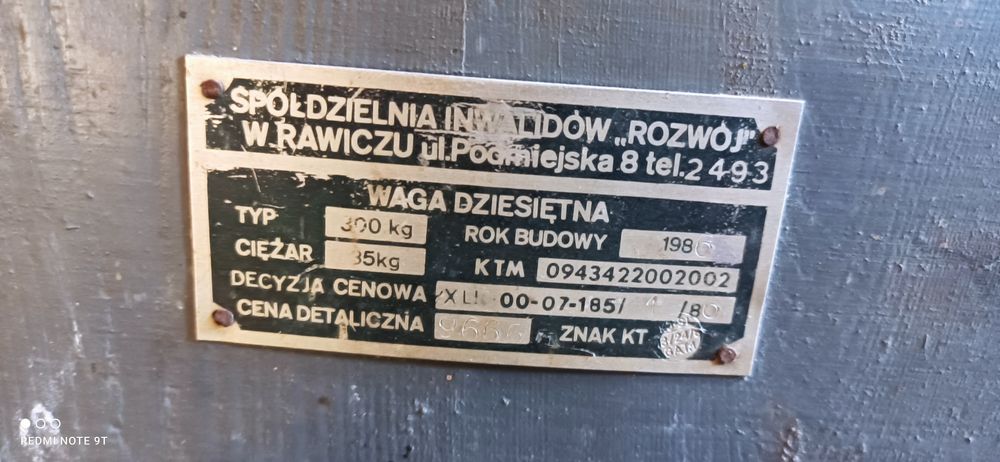 SPÓŁDZIELNIA INWALIDÓW „ROZWÓJ"
W RAWICZU ul. Podmiejska 8 tel. 2493
WAGA DZIESIĘTNA
TYP 300 kg ROK BUDOWY
CIĘŻAR 35kg KTM 0943422002002
DECYZJA CENOWA 00-07-185/ /80
CENA DETALICZNA ZNAK KT
REDMI NOTE 9T